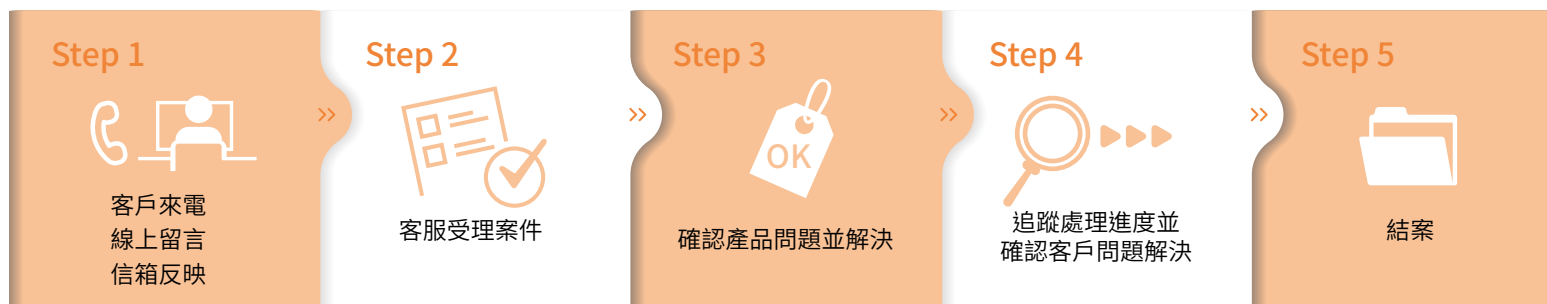 Step 1
客戶來電
線上留言
信箱反映
Step 2
客服受理案件
Step 3
OK
確認產品問題並解決
Step 4
追蹤處理進度並
確認客戶問題解決
Step 5
結案